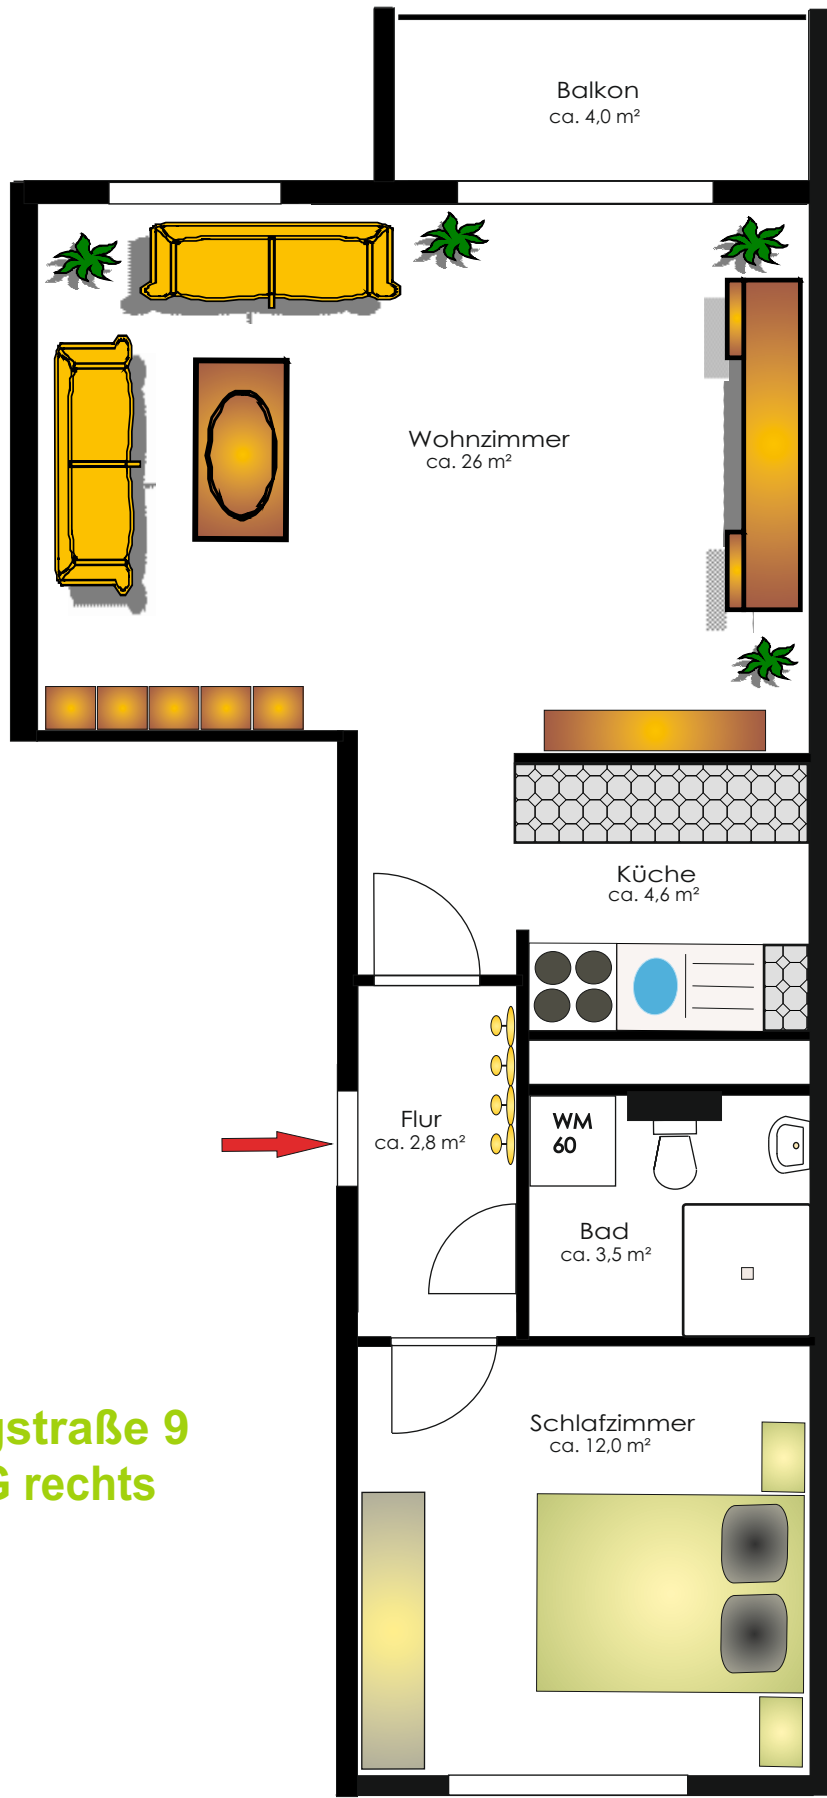 Balkon
ca. 4,0 m²
Wohnzimmer
ca. 26 m²
Küche
ca. 4,6 m²
Flur
ca. 2,8 m²
WM
60
Bad
ca. 3,5 m²
Schlafzimmer
ca. 12,0 m²
gstraße 9
G rechts